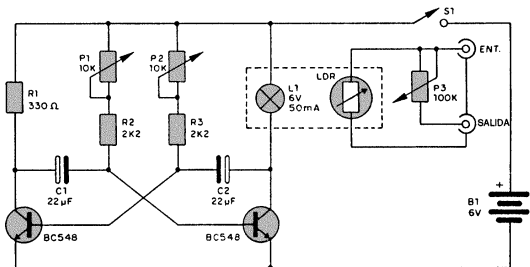 S1
P1
10K
P2
10K
R1
330 Ω
R2
2K2
R3
2K2
L1
6V
50mA
LDR
P3
100K
ENT.
SALIDA
C1
22µF
C2
22µF
BC548
BC548
+
B1
6V